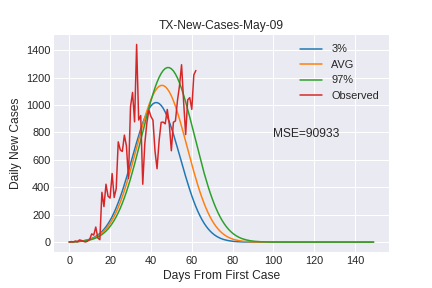 TX-New-Cases-May-09
1400
1200
1000
800
600
400
200
0
Daily New Cases
3%
AVG
97%
Observed
MSE=90933
0 20 40 60 80 100 120 140
Days From First Case